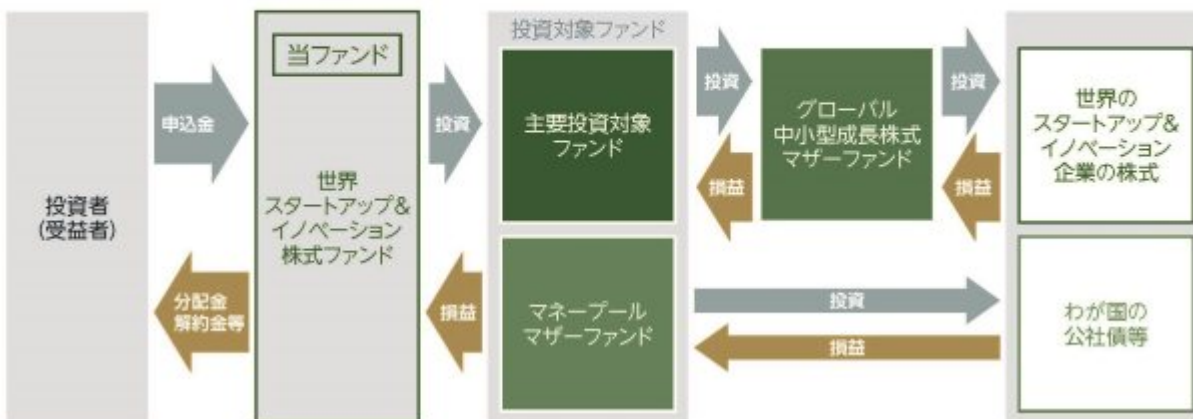 投資者
(受益者)
申込金
分配金
解約金等
当ファンド
世界
スタートアップ&
イノベーション
株式ファンド
投資
損益
投資対象ファンド
主要投資対象
ファンド
マネープール
マザーファンド
投資
損益
グローバル
中小型成長株式
マザーファンド
投資
損益
投資
損益
世界の
スタートアップ&
イノベーション
企業の株式
わが国の
公社債等